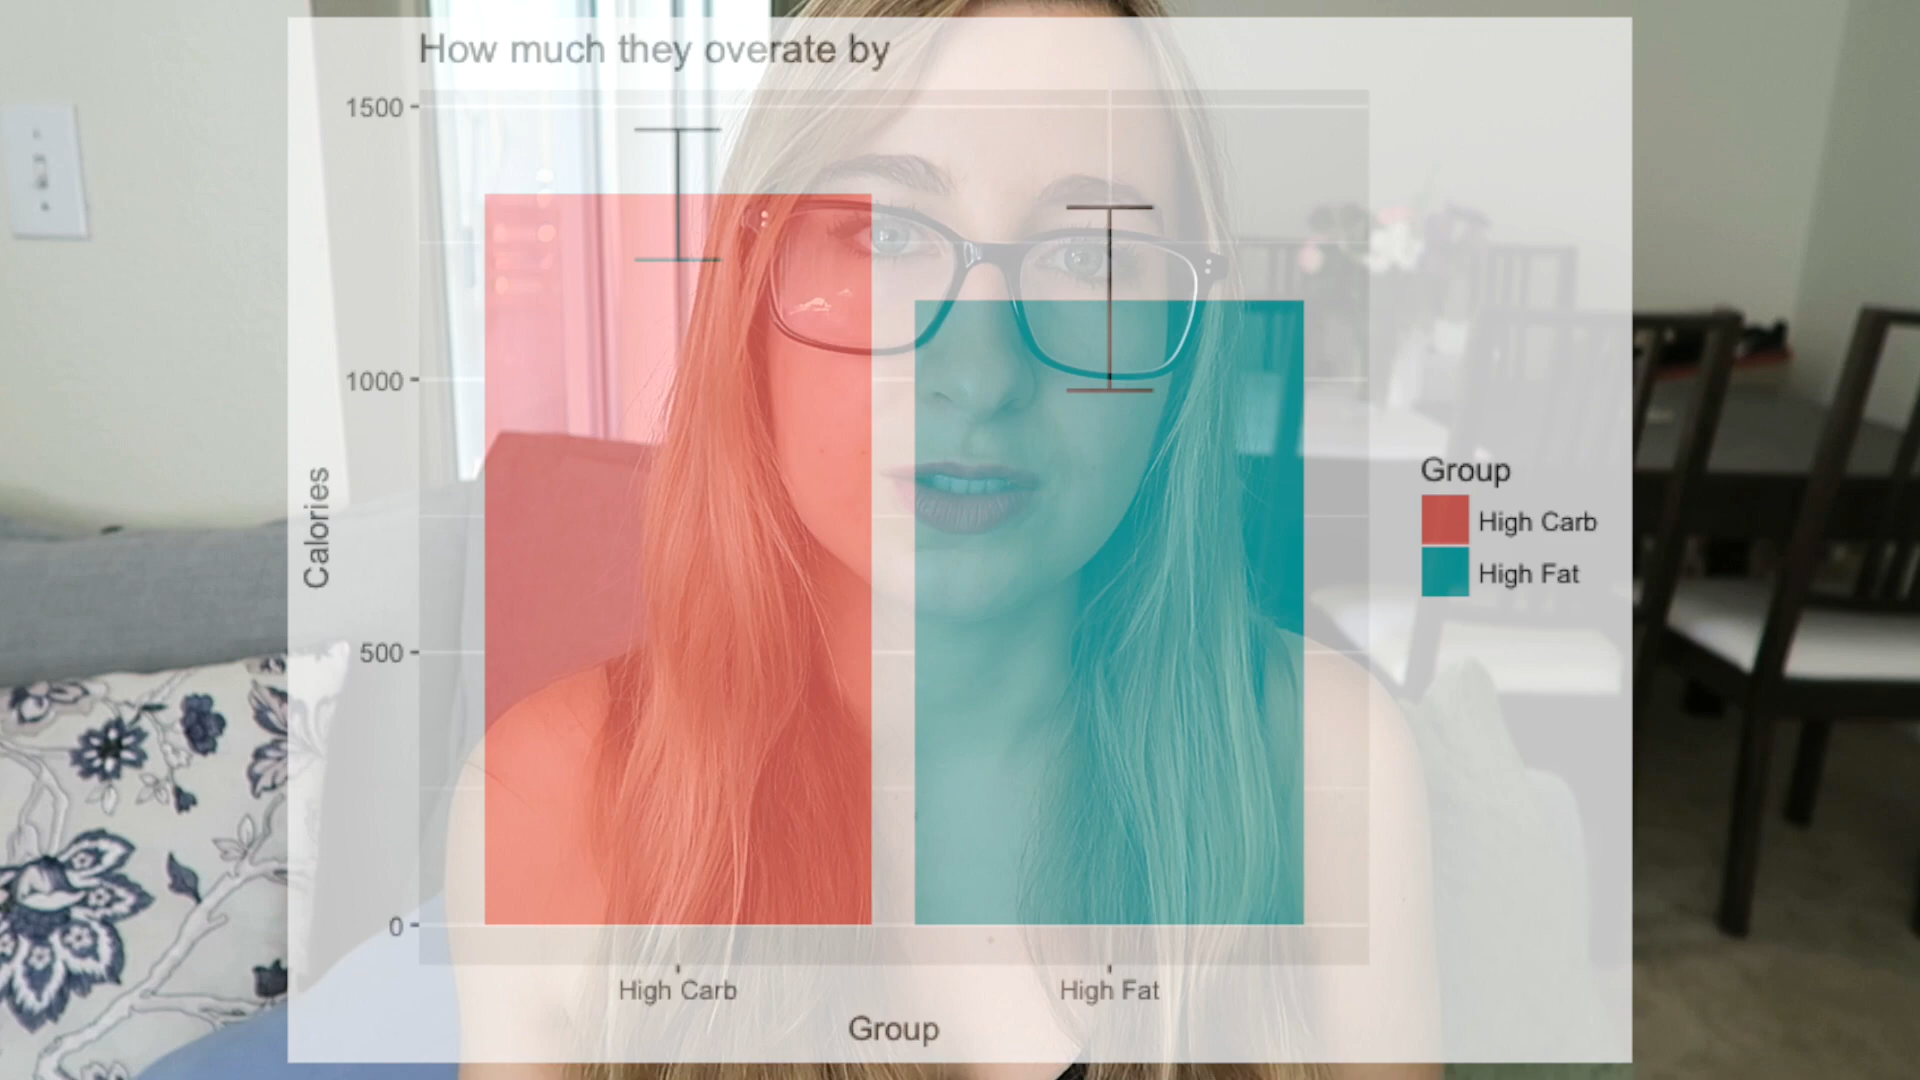 How much they overate by
1500
1000
500
0
Calories
High Carb
High Fat
Group
Group
High Carb
High Fat